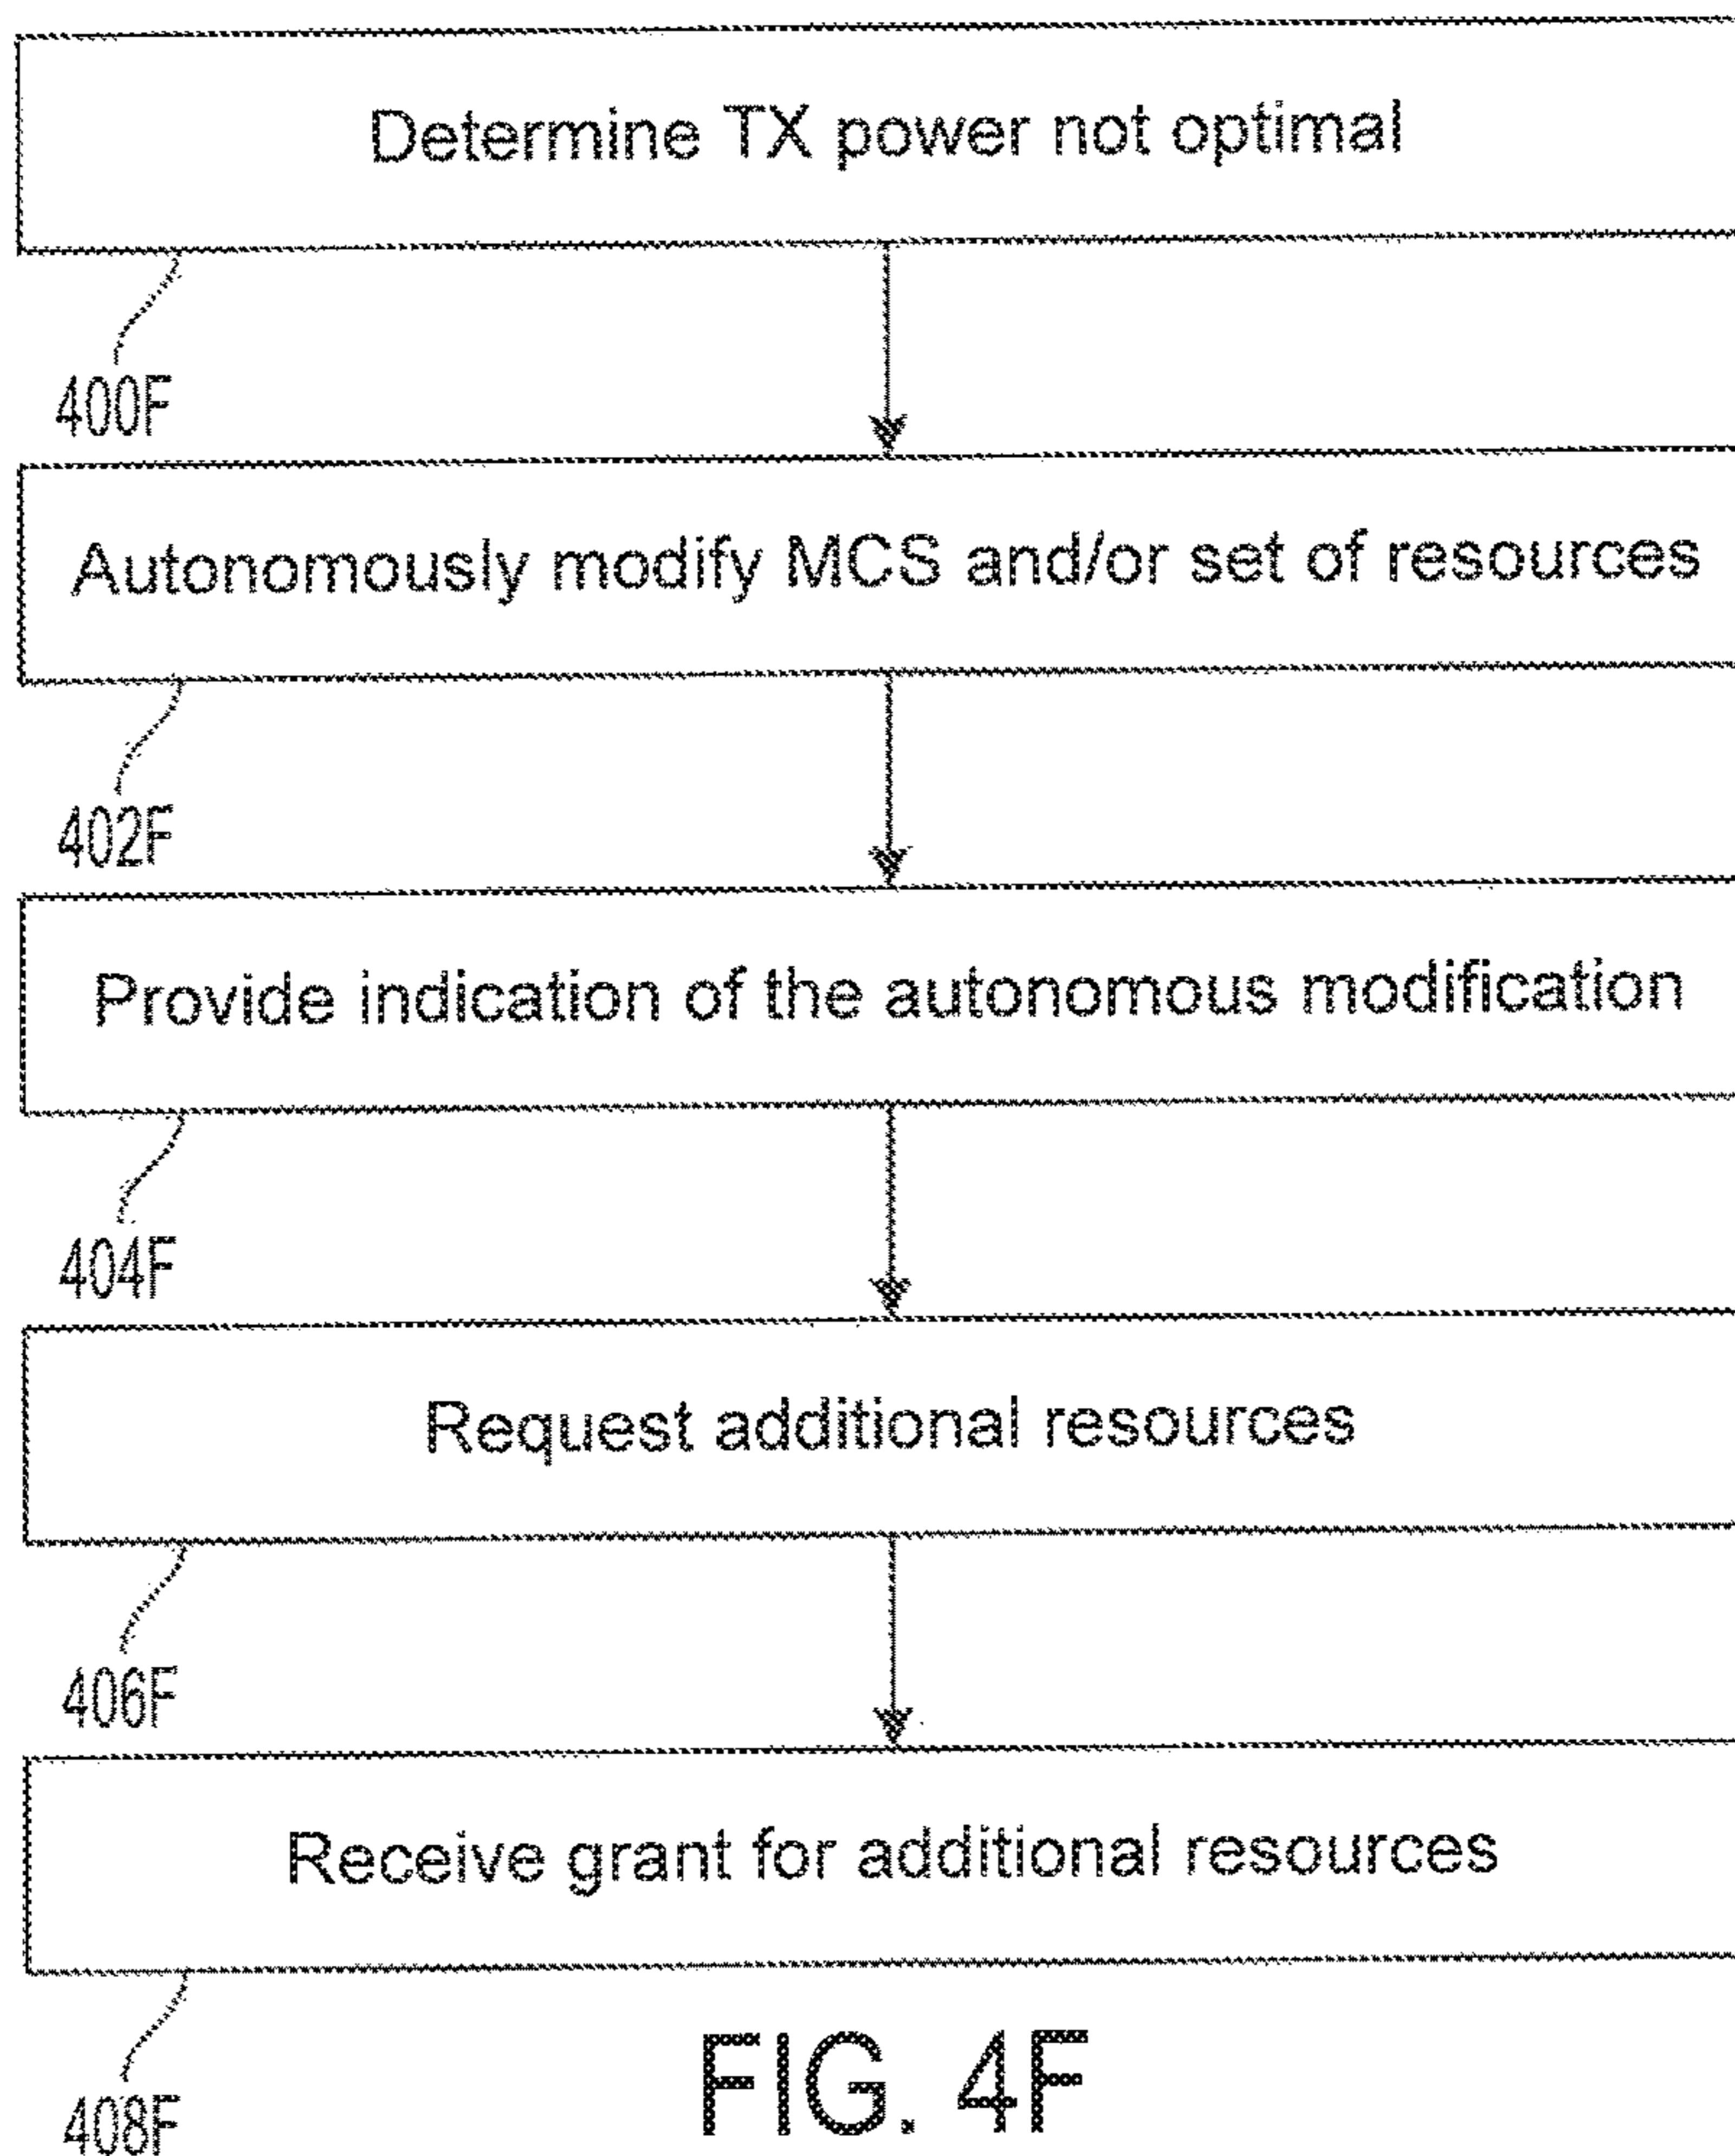 Determine TX power not optimal
400F
Autonomously modify MCS and/or set of resources
402F
Provide indication of the autonomous modification
404F
Request additional resources
406F
Receive grant for additional resources
408F
FIG. 4F